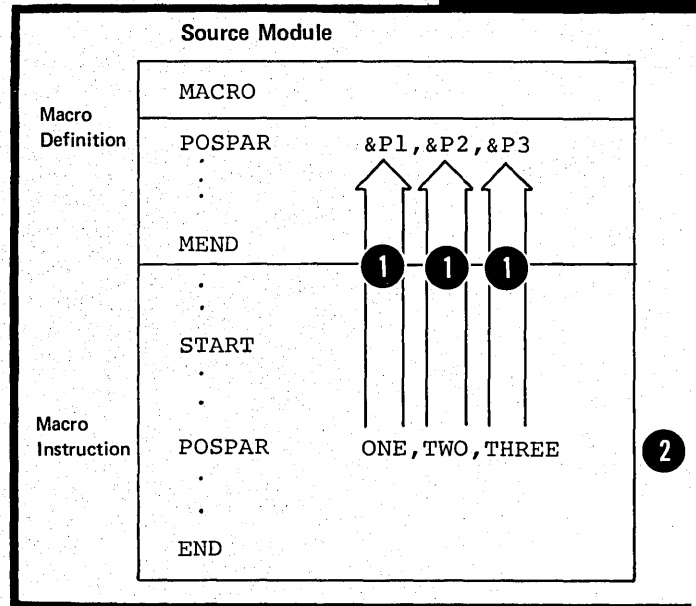 Source Module
MACRO
Macro
Definition
POSPAR &P1,&P2,&P3
MEND
1 1 1
START
Macro
Instruction
POSPAR ONE,TWO,THREE
2
END